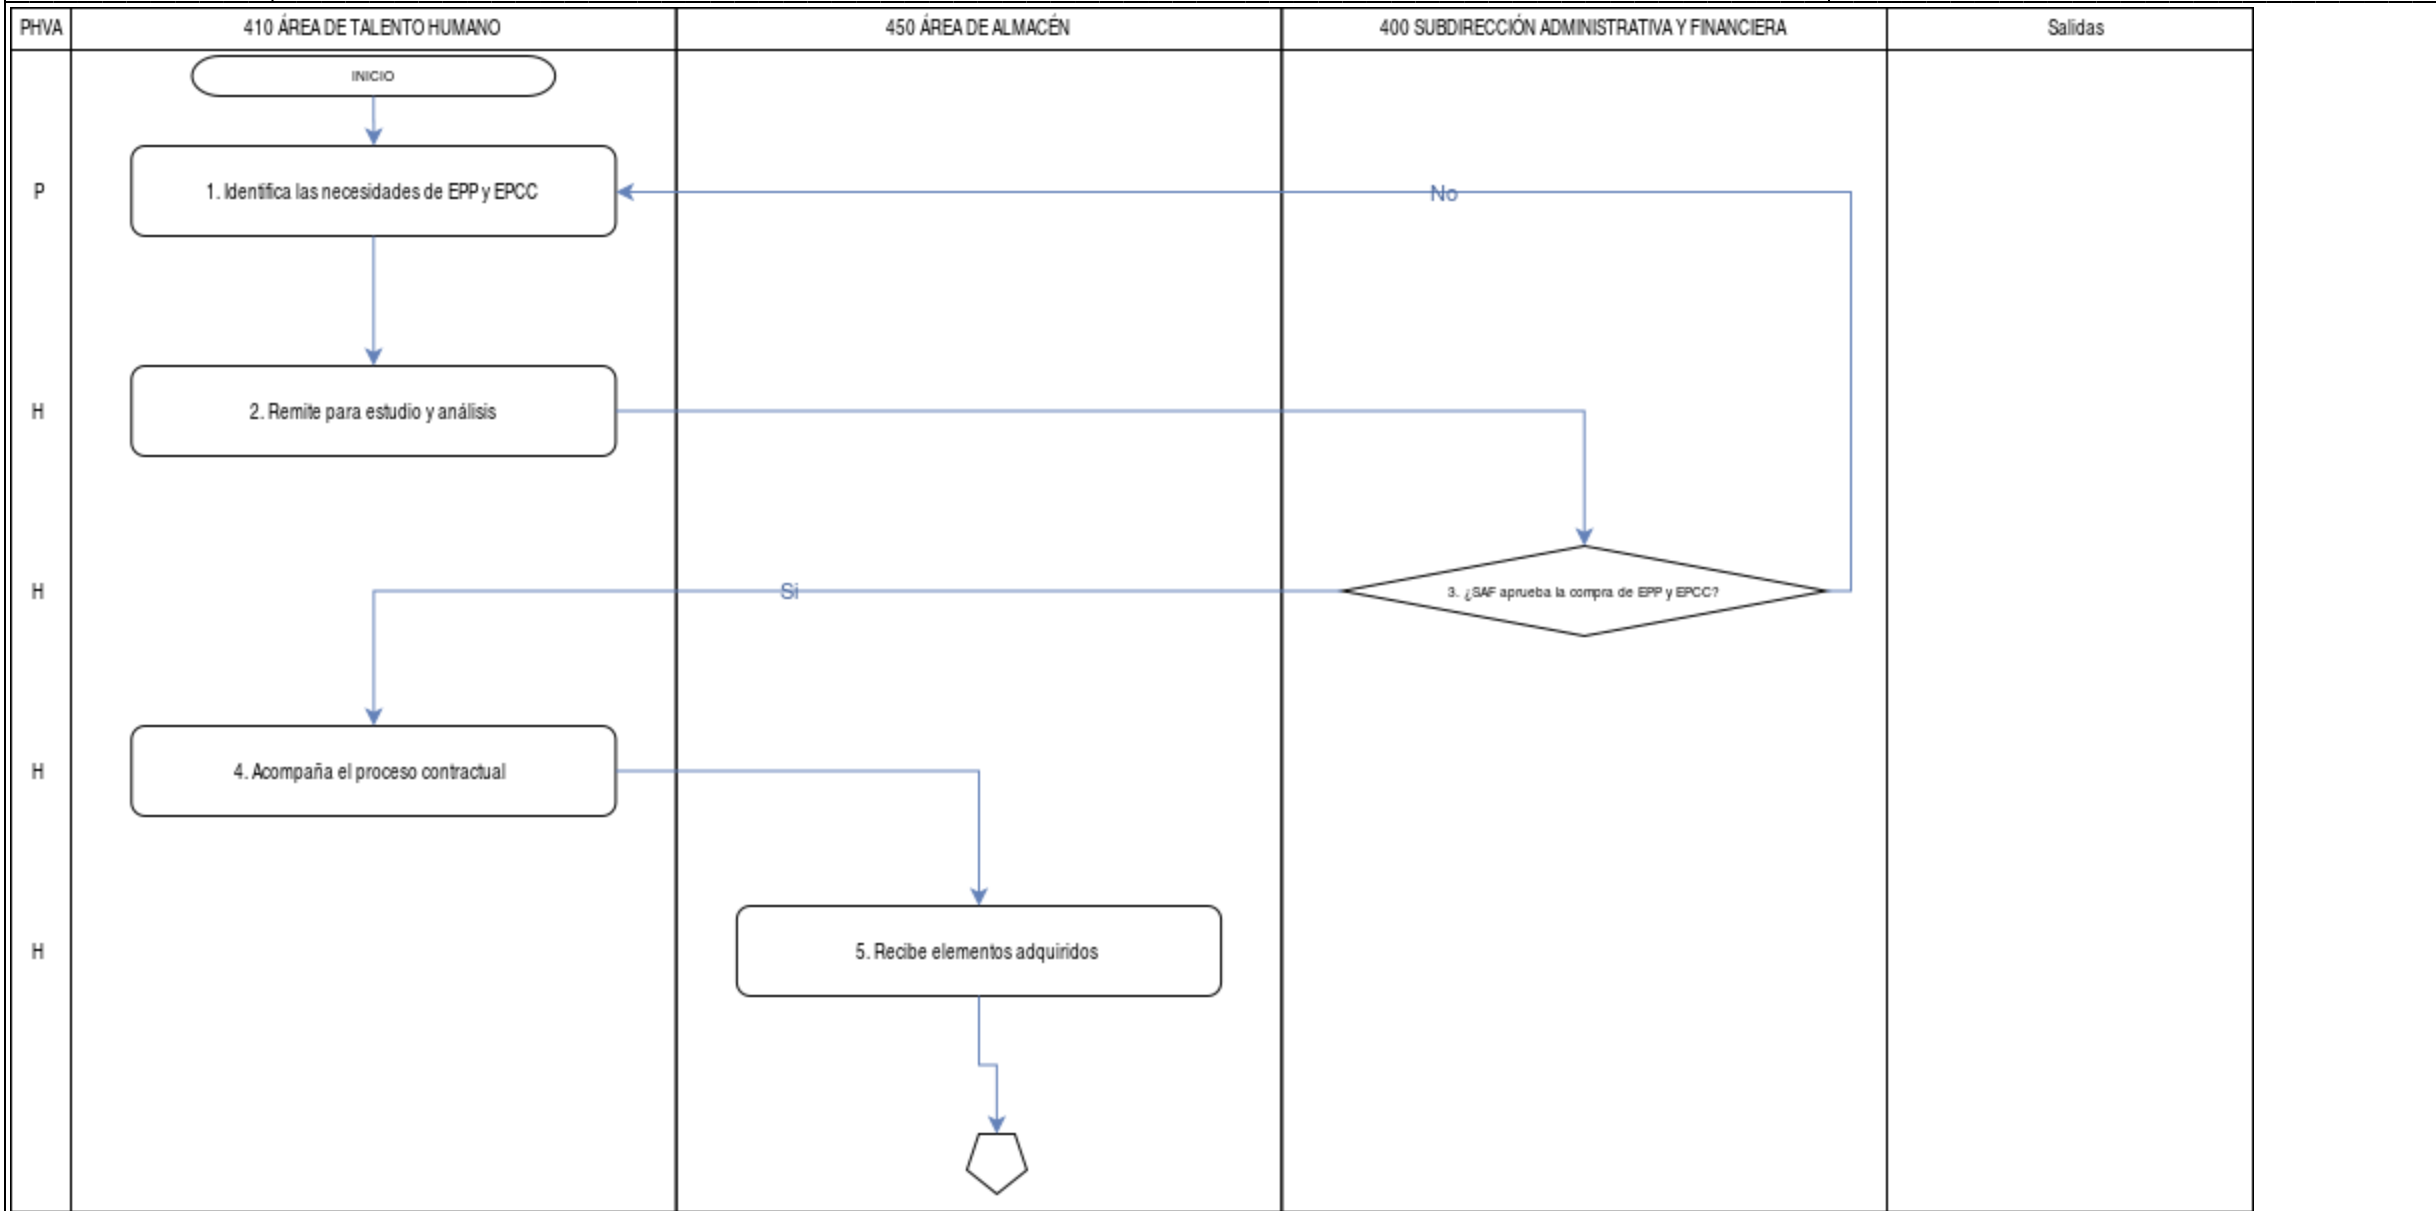 PHVA
410 ÁREA DE TALENTO HUMANO
450 ÁREA DE ALMACÉN
400 SUBDIRECCIÓN ADMINISTRATIVA Y FINANCIERA
Salidas
INICIO
P
1. Identifica las necesidades de EPP y EPCC
No
H
2. Remite para estudio y análisis
H
Si
3. ¿SAF aprueba la compra de EPP y EPCC?
H
4. Acompaña el proceso contractual
H
5. Recibe elementos adquiridos